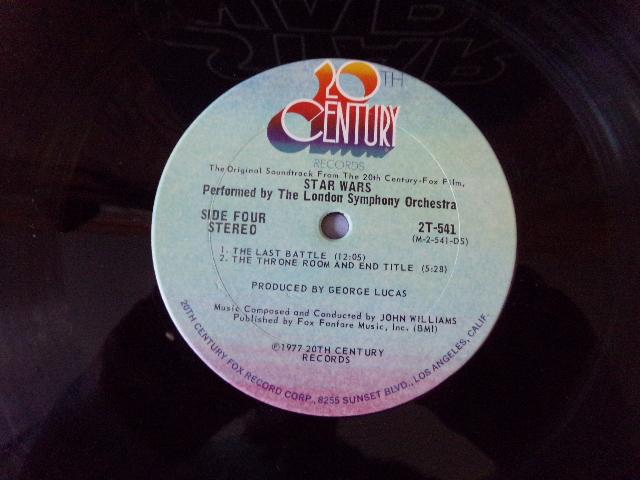 20TH
CENTURY
RECORDS
The Original Soundtrack From The 20th Century-Fox Film,
STAR WARS
Performed by The London Symphony Orchestra
SIDE FOUR
STEREO
2T-541
(M-2-541-DS)
1. THE LAST BATTLE (12:05)
2. THE THRONE ROOM AND END TITLE (5:28)
PRODUCED BY GEORGE LUCAS
Music Composed and Conducted by JOHN WILLIAMS
Published by Fox Fanfare Music, Inc. (BMI)
©1977 20TH CENTURY
RECORDS
20TH CENTURY FOX RECORD CORP., 8255 SUNSET BLVD., LOS ANGELES, CALIF.
STAR
WARS